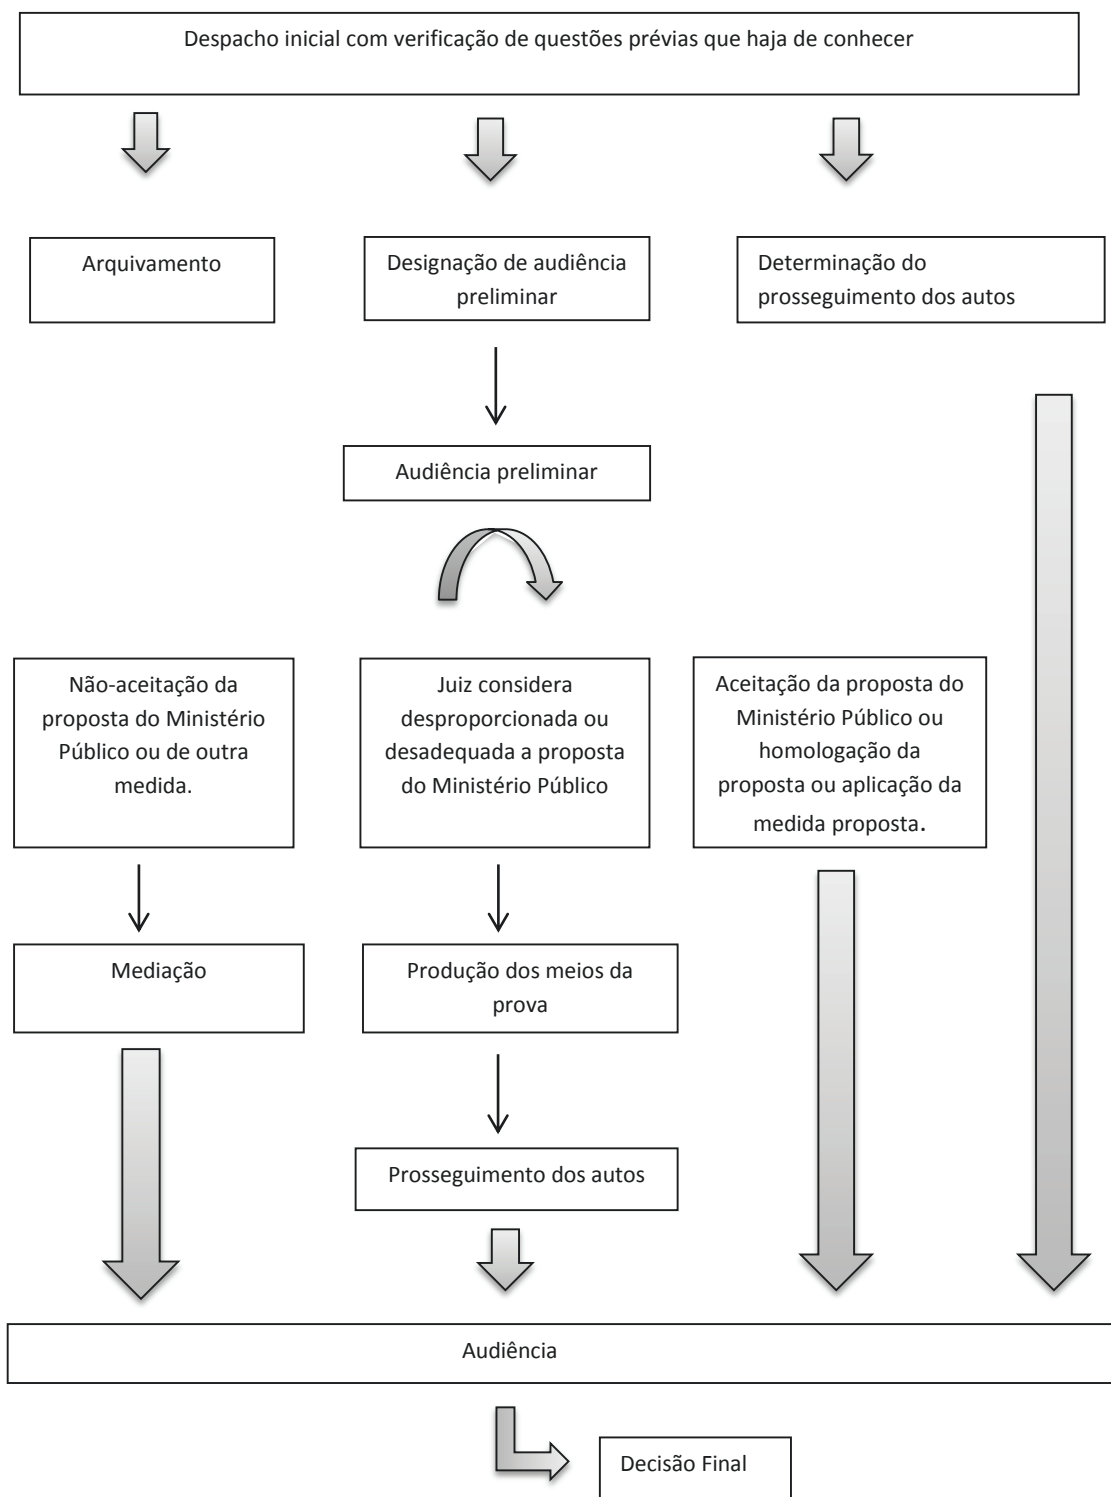 Despacho inicial com verificação de questões prévias que haja de conhecer
Arquivamento
Designação de audiência
preliminar
Determinação do
prosseguimento dos autos
Audiência preliminar
Não-aceitação da
proposta do Ministério
Público ou de outra
medida.
Juiz considera
desproporcionada ou
desadequada a proposta
do Ministério Público
Aceitação da proposta do
Ministério Público ou
homologação da
proposta ou aplicação da
medida proposta.
Mediação
Produção dos meios da
prova
Prosseguimento dos autos
Audiência
Decisão Final